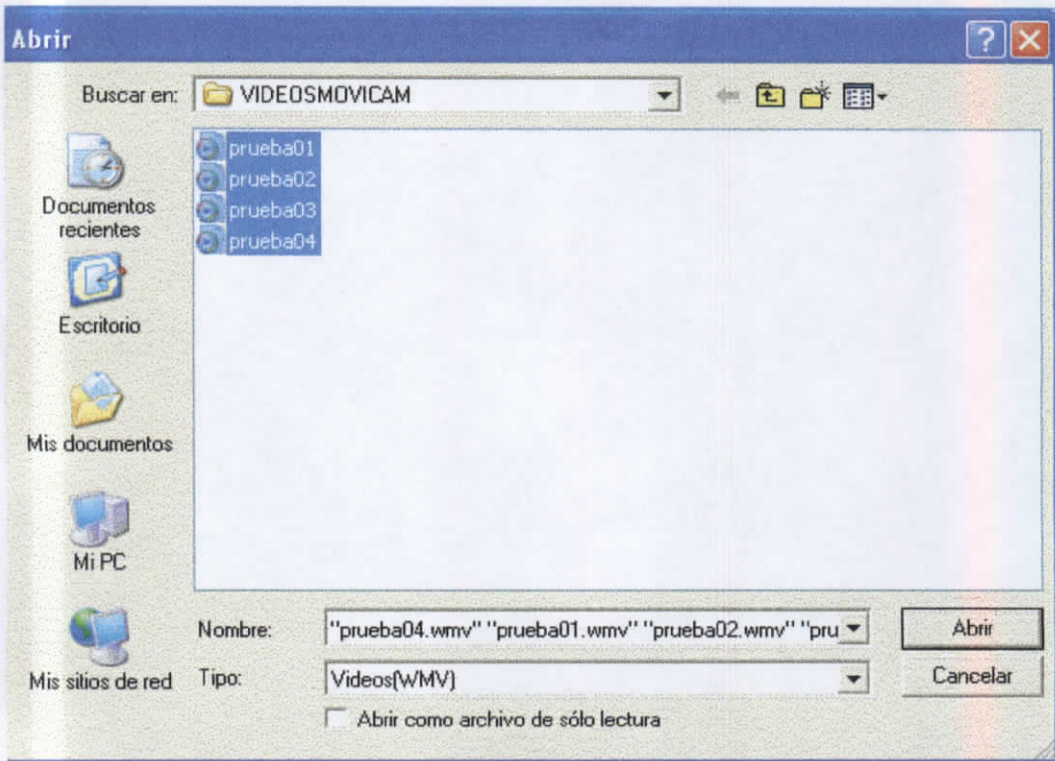 Abrir
Buscar en: VIDEOSMOVICAM
prueba01
prueba02
prueba03
prueba04
Documentos
recientes
Escritorio
Mis documentos
Mi PC
Mis sitios de red
Nombre: "prueba04.wmv" "prueba01.wmv" "prueba02.wmv" "pru
Abrir
Tipo: Videos(WMV)
Cancelar
Abrir como archivo de sólo lectura